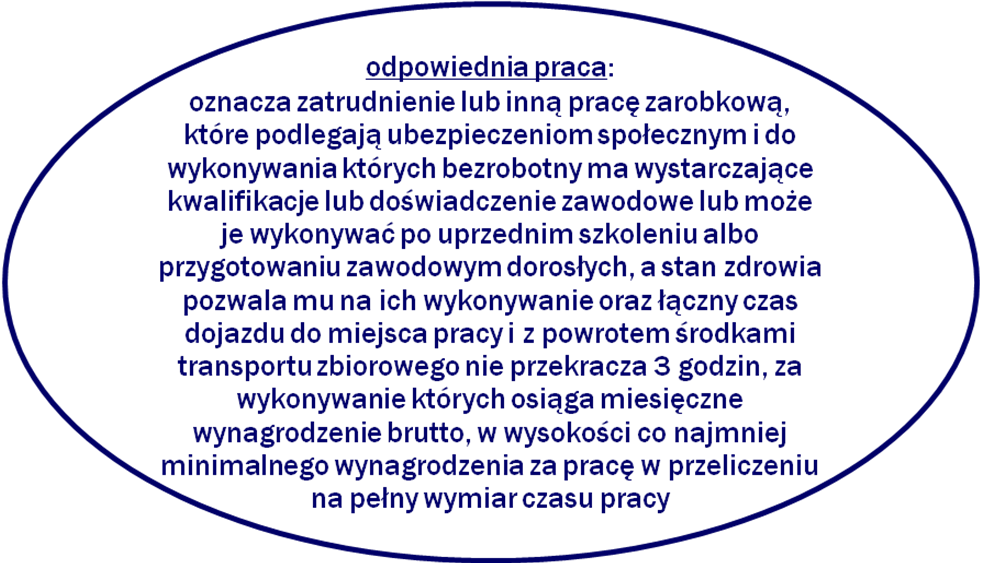 odpowiednia praca:
oznacza zatrudnienie lub inną pracę zarobkową,
które podlegają ubezpieczeniom społecznym i do
wykonywania których bezrobotny ma wystarczające
kwalifikacje lub doświadczenie zawodowe lub może
je wykonywać po uprzednim szkoleniu albo
przygotowaniu zawodowym dorosłych, a stan zdrowia
pozwala mu na ich wykonywanie oraz łączny czas
dojazdu do miejsca pracy i z powrotem środkami
transportu zbiorowego nie przekracza 3 godzin, za
wykonywanie których osiąga miesięczne
wynagrodzenie brutto, w wysokości co najmniej
minimalnego wynagrodzenia za pracę w przeliczeniu
na pełny wymiar czasu pracy